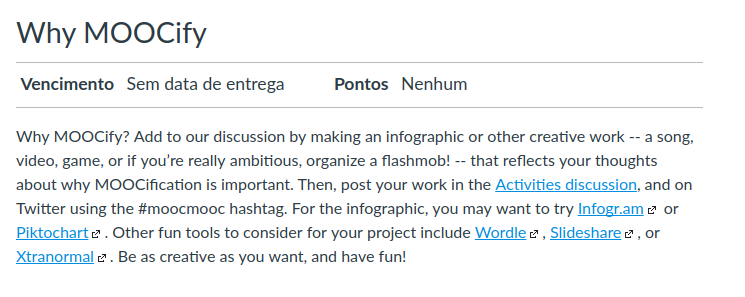 Why MOOCify
Vencimento Sem data de entrega Pontos Nenhum
Why MOOCify? Add to our discussion by making an infographic or other creative work -- a song,
video, game, or if you're really ambitious, organize a flashmob! -- that reflects your thoughts
about why MOOCification is important. Then, post your work in the Activities discussion, and on
Twitter using the #moocmooc hashtag. For the infographic, you may want to try Infogr.am or
Piktochart . Other fun tools to consider for your project include Wordle , Slideshare , or
Xtranormal . Be as creative as you want, and have fun!